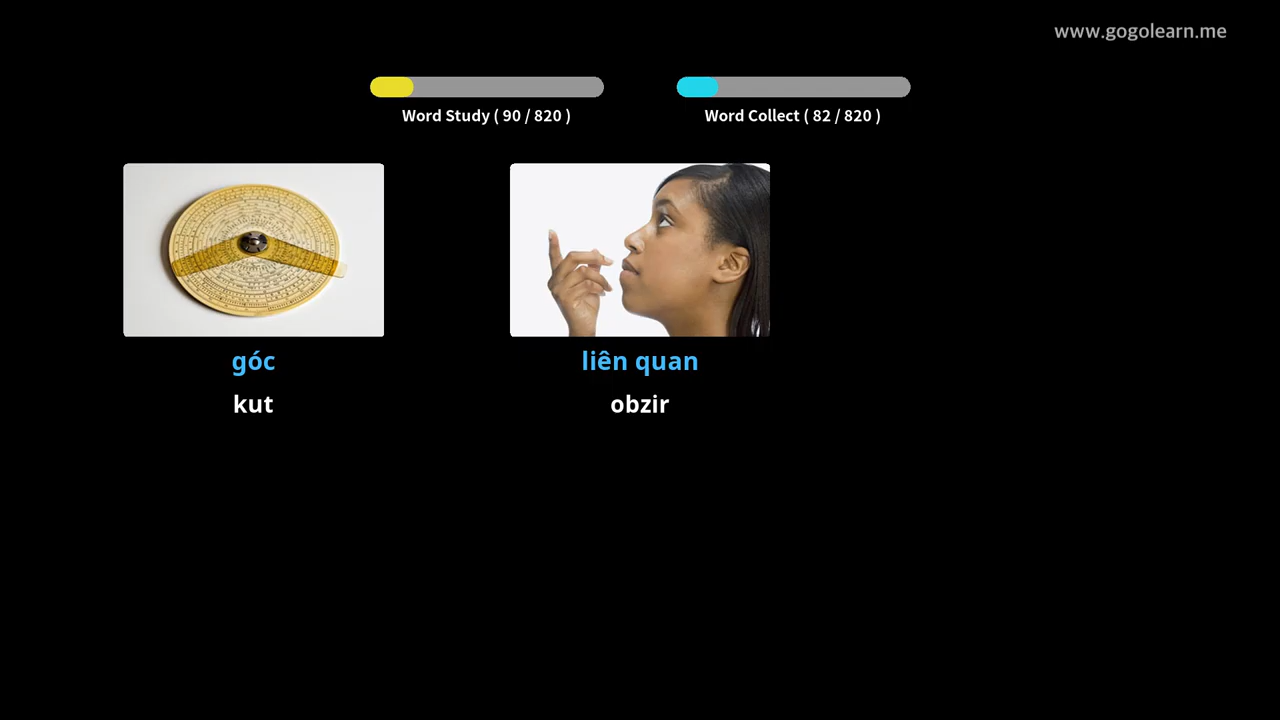 www.gogolearn.me
Word Study ( 90 / 820 )
Word Collect ( 82 / 820 )
góc
liên quan
kut
obzir